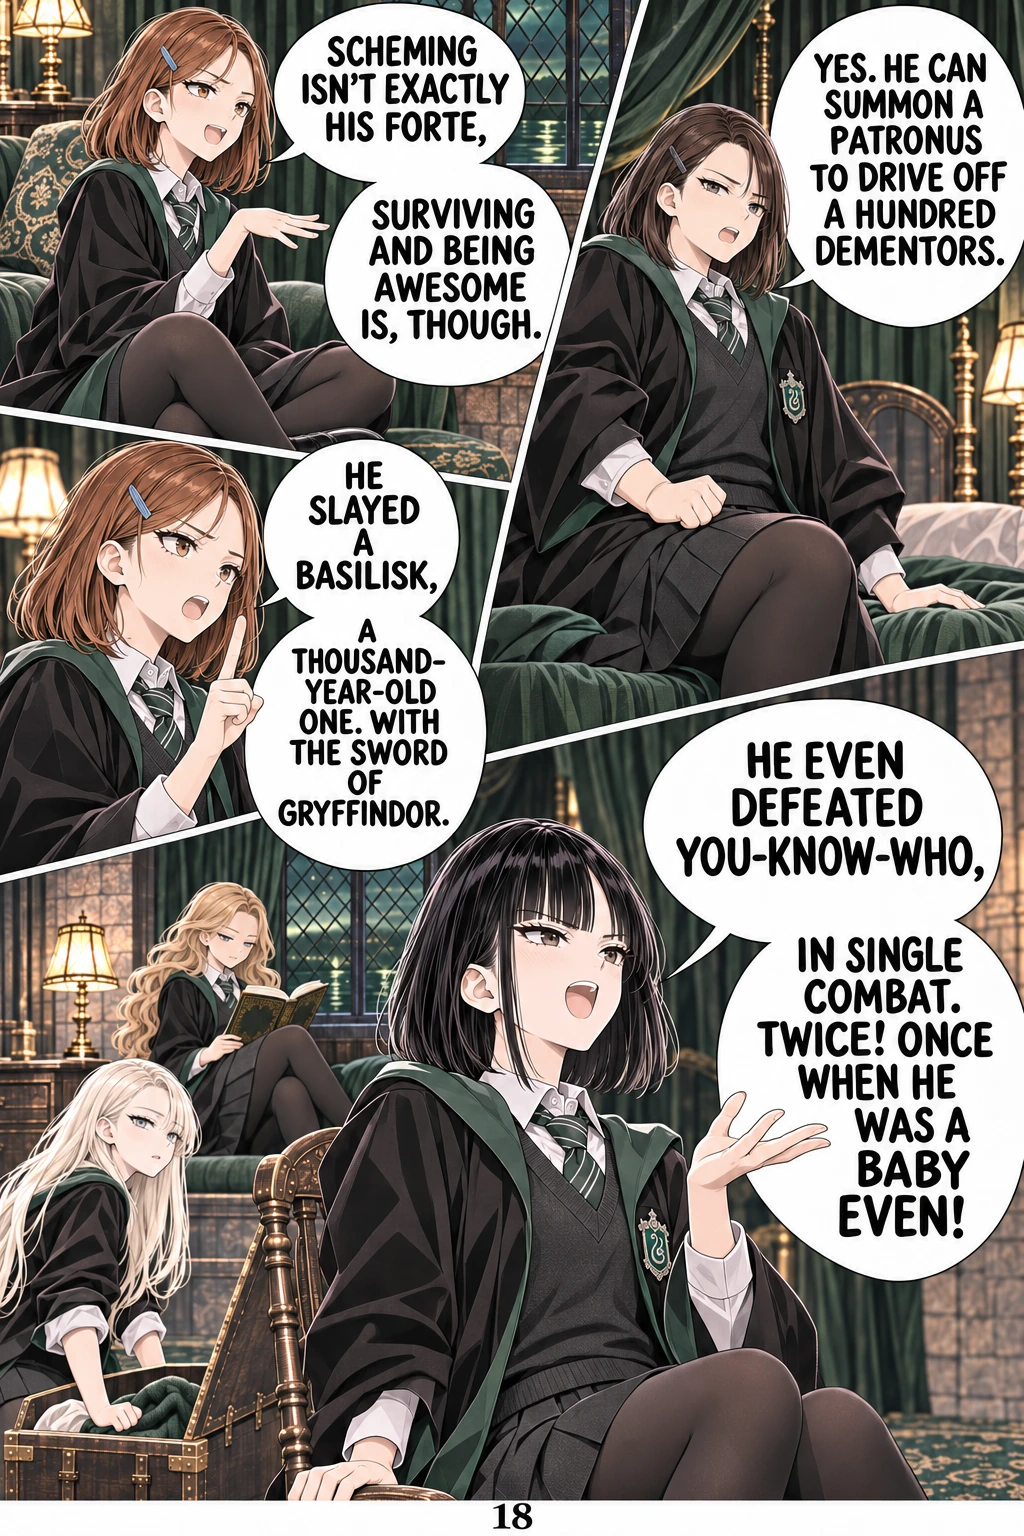 SCHEMING
ISN'T EXACTLY
HIS FORTE,
SURVIVING
AND BEING
AWESOME
IS, THOUGH.
YES. HE CAN
SUMMON A
PATRONUS
TO DRIVE OFF
A HUNDRED
DEMENTORS.
HE
SLAYED
A
BASILISK,
A
THOUSAND-
YEAR-OLD
ONE. WITH
THE SWORD
OF
GRYFFINDOR.
HE EVEN
DEFEATED
YOU-KNOW-WHO,
IN SINGLE
COMBAT.
TWICE! ONCE
WHEN HE
WAS A
BABY
EVEN!
18